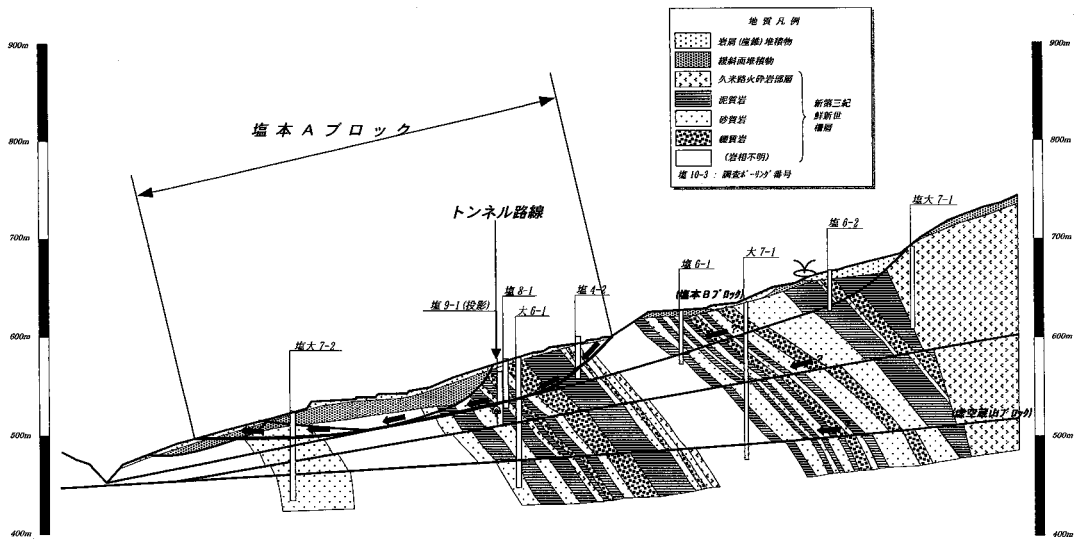 地質凡例
岩屑(崖錐)堆積物
緩斜面堆積物
久米路火砕岩部層
泥質岩
砂質岩
礫質岩
(岩相不明)
新第三紀
鮮新世
柵層
塩 10-3 : 調査ボーリング番号
900m
800m
700m
600m
500m
400m
900m
800m
700m
600m
500m
400m
塩本Aブロック
トンネル路線
塩大 7-2
塩 9-1(投影)
塩 8-1
大 6-1
塩 4-2
塩 6-1
(塩本Bブロック)
大 7-1
塩 6-2
塩大 7-1